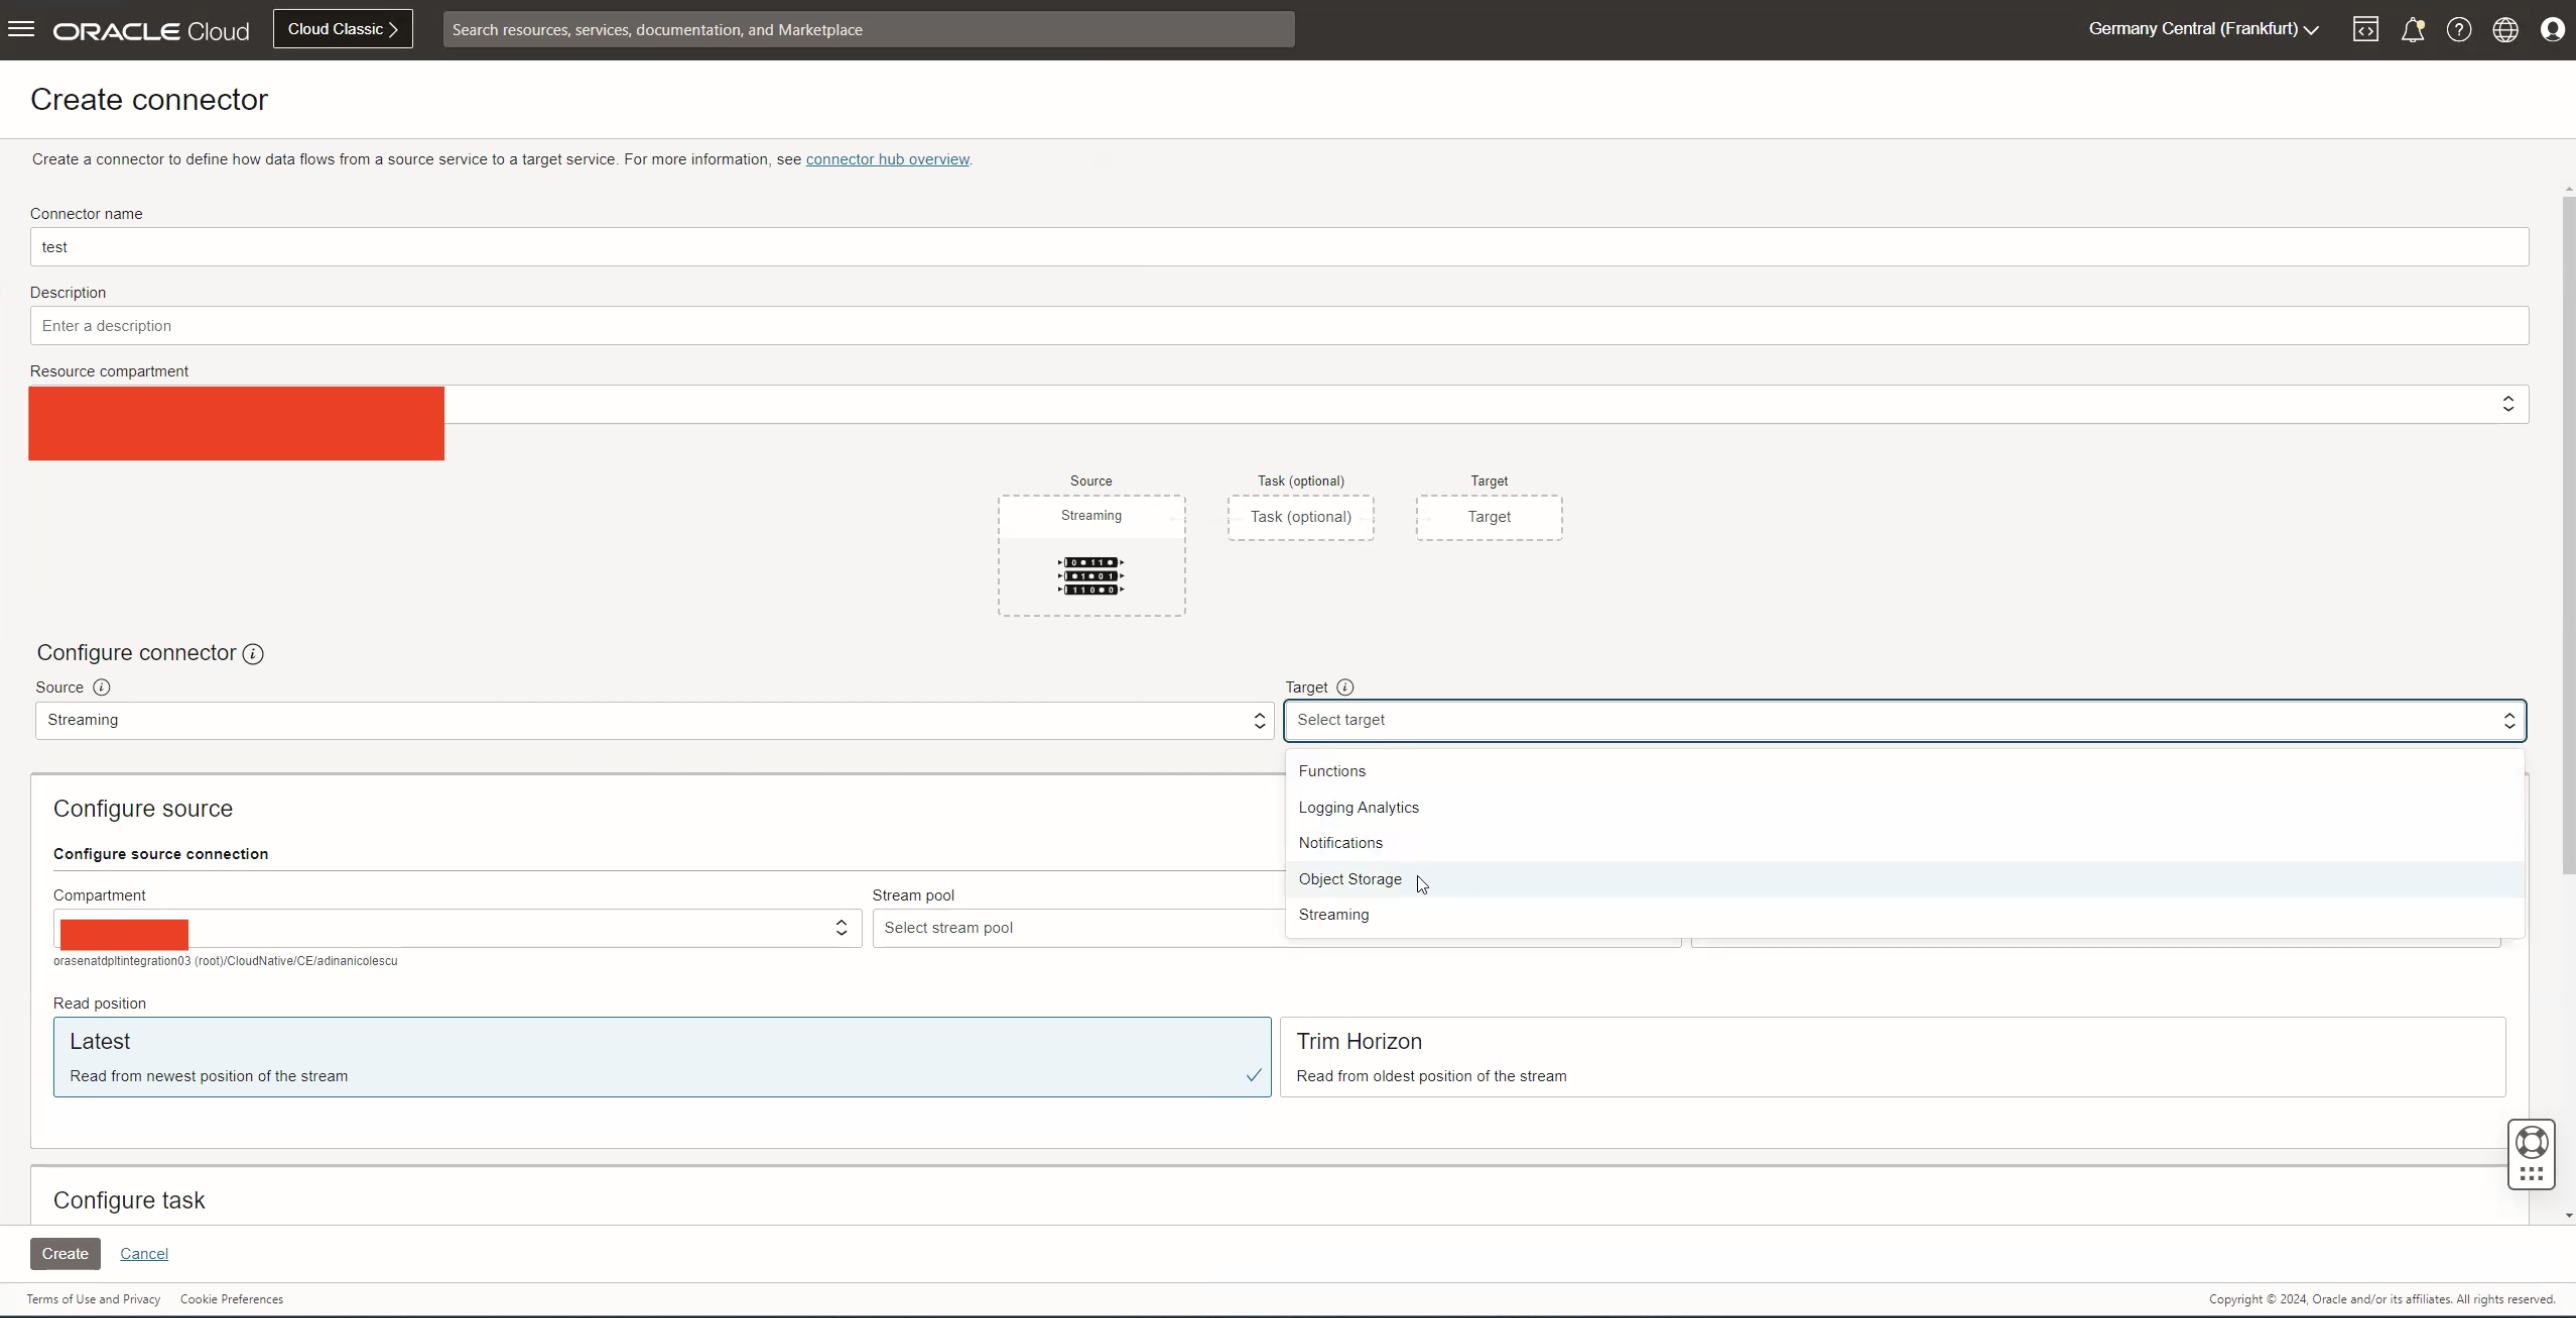 ORACLE Cloud
Cloud Classic
Search resources, services, documentation, and Marketplace
Germany Central (Frankfurt)
Create connector
Create a connector to define how data flows from a source service to a target service. For more information, see connector hub overview.
Connector name
test
Description
Enter a description
Resource compartment
Source
Task (optional)
Target
Streaming
Task (optional)
Target
Configure connector
Source
Target
Streaming
Select target
Functions
Logging Analytics
Notifications
Object Storage
Streaming
Configure source
Configure source connection
Compartment
Stream pool
Select stream pool
orasenatdpltintegration03 (root)/CloudNative/CE/adinanicolescu
Read position
Latest
Read from newest position of the stream
Trim Horizon
Read from oldest position of the stream
Configure task
Create
Cancel
Terms of Use and Privacy
Cookie Preferences
Copyright © 2024, Oracle and/or its affiliates. All rights reserved.